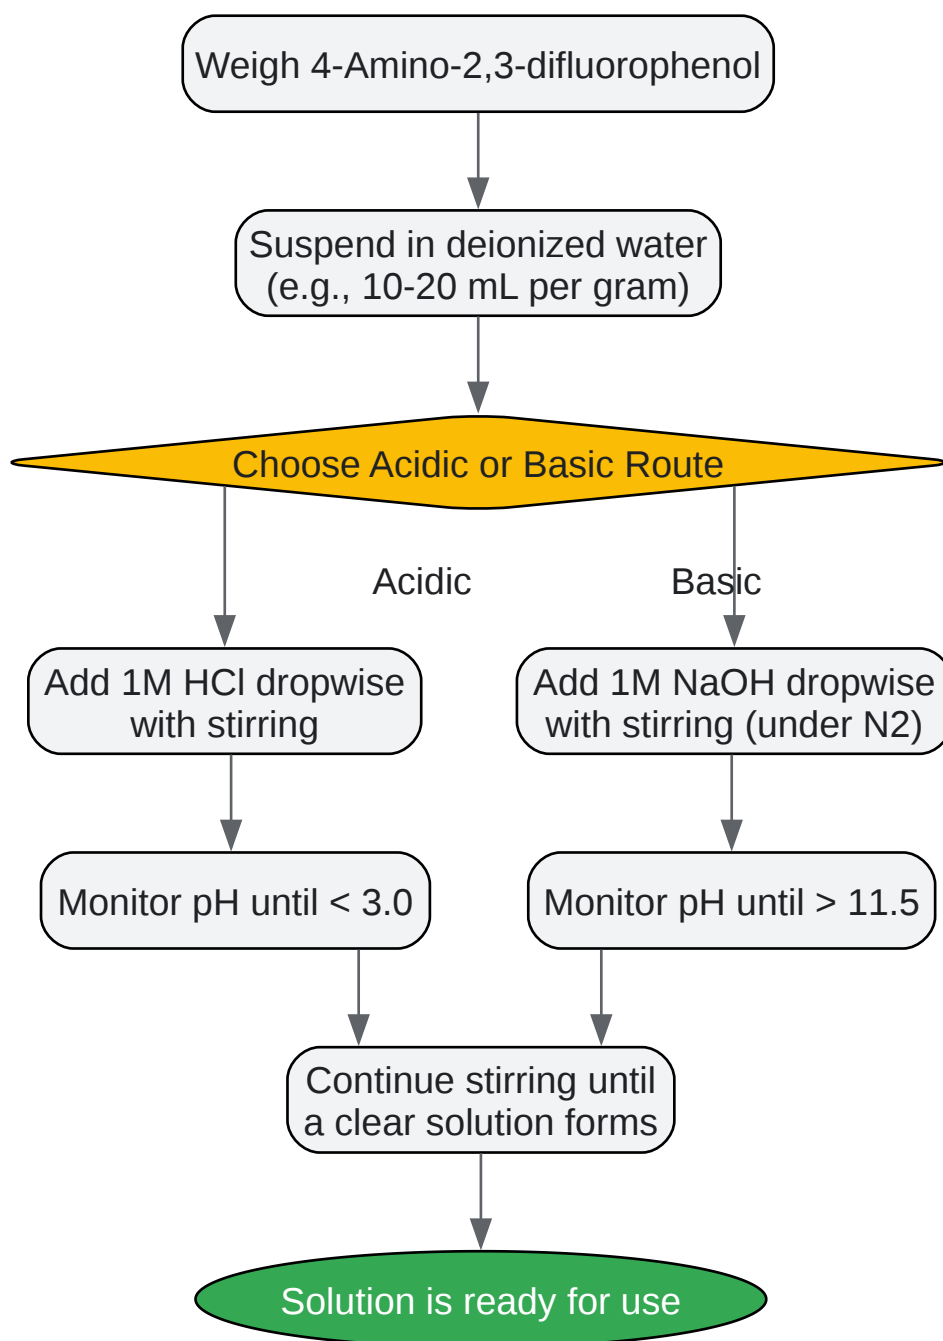 Weigh 4-Amino-2,3-difluorophenol
Suspend in deionized water
(e.g., 10-20 mL per gram)
Choose Acidic or Basic Route
Acidic
Basic
Add 1M HCl dropwise
with stirring
Add 1M NaOH dropwise
with stirring (under N2)
Monitor pH until < 3.0
Monitor pH until > 11.5
Continue stirring until
a clear solution forms
Solution is ready for use